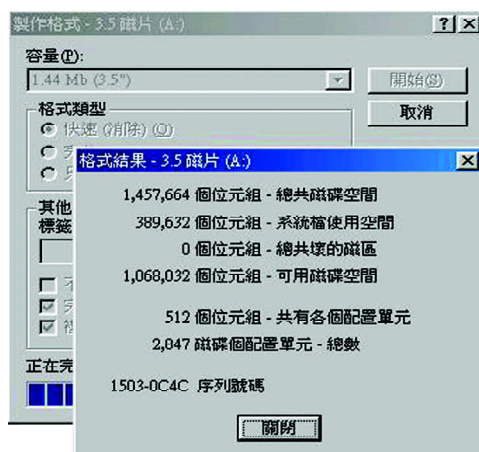 製作格式 - 3.5 磁片 (A:)
容量(P):
1.44 Mb (3.5")
開始(S)
取消
格式類型
快速 (消除) (Q)
格式結果 - 3.5 磁片 (A:)
1,457,664 個位元組 - 總共磁碟空間
389,632 個位元組 - 系統檔使用空間
0 個位元組 - 總共壞的磁區
1,068,032 個位元組 - 可用磁碟空間
512 個位元組 - 共有各個配置單元
2,047 磁碟個配置單元 - 總數
1503-0C4C 序列號碼
關閉
其他
標籤
正在完